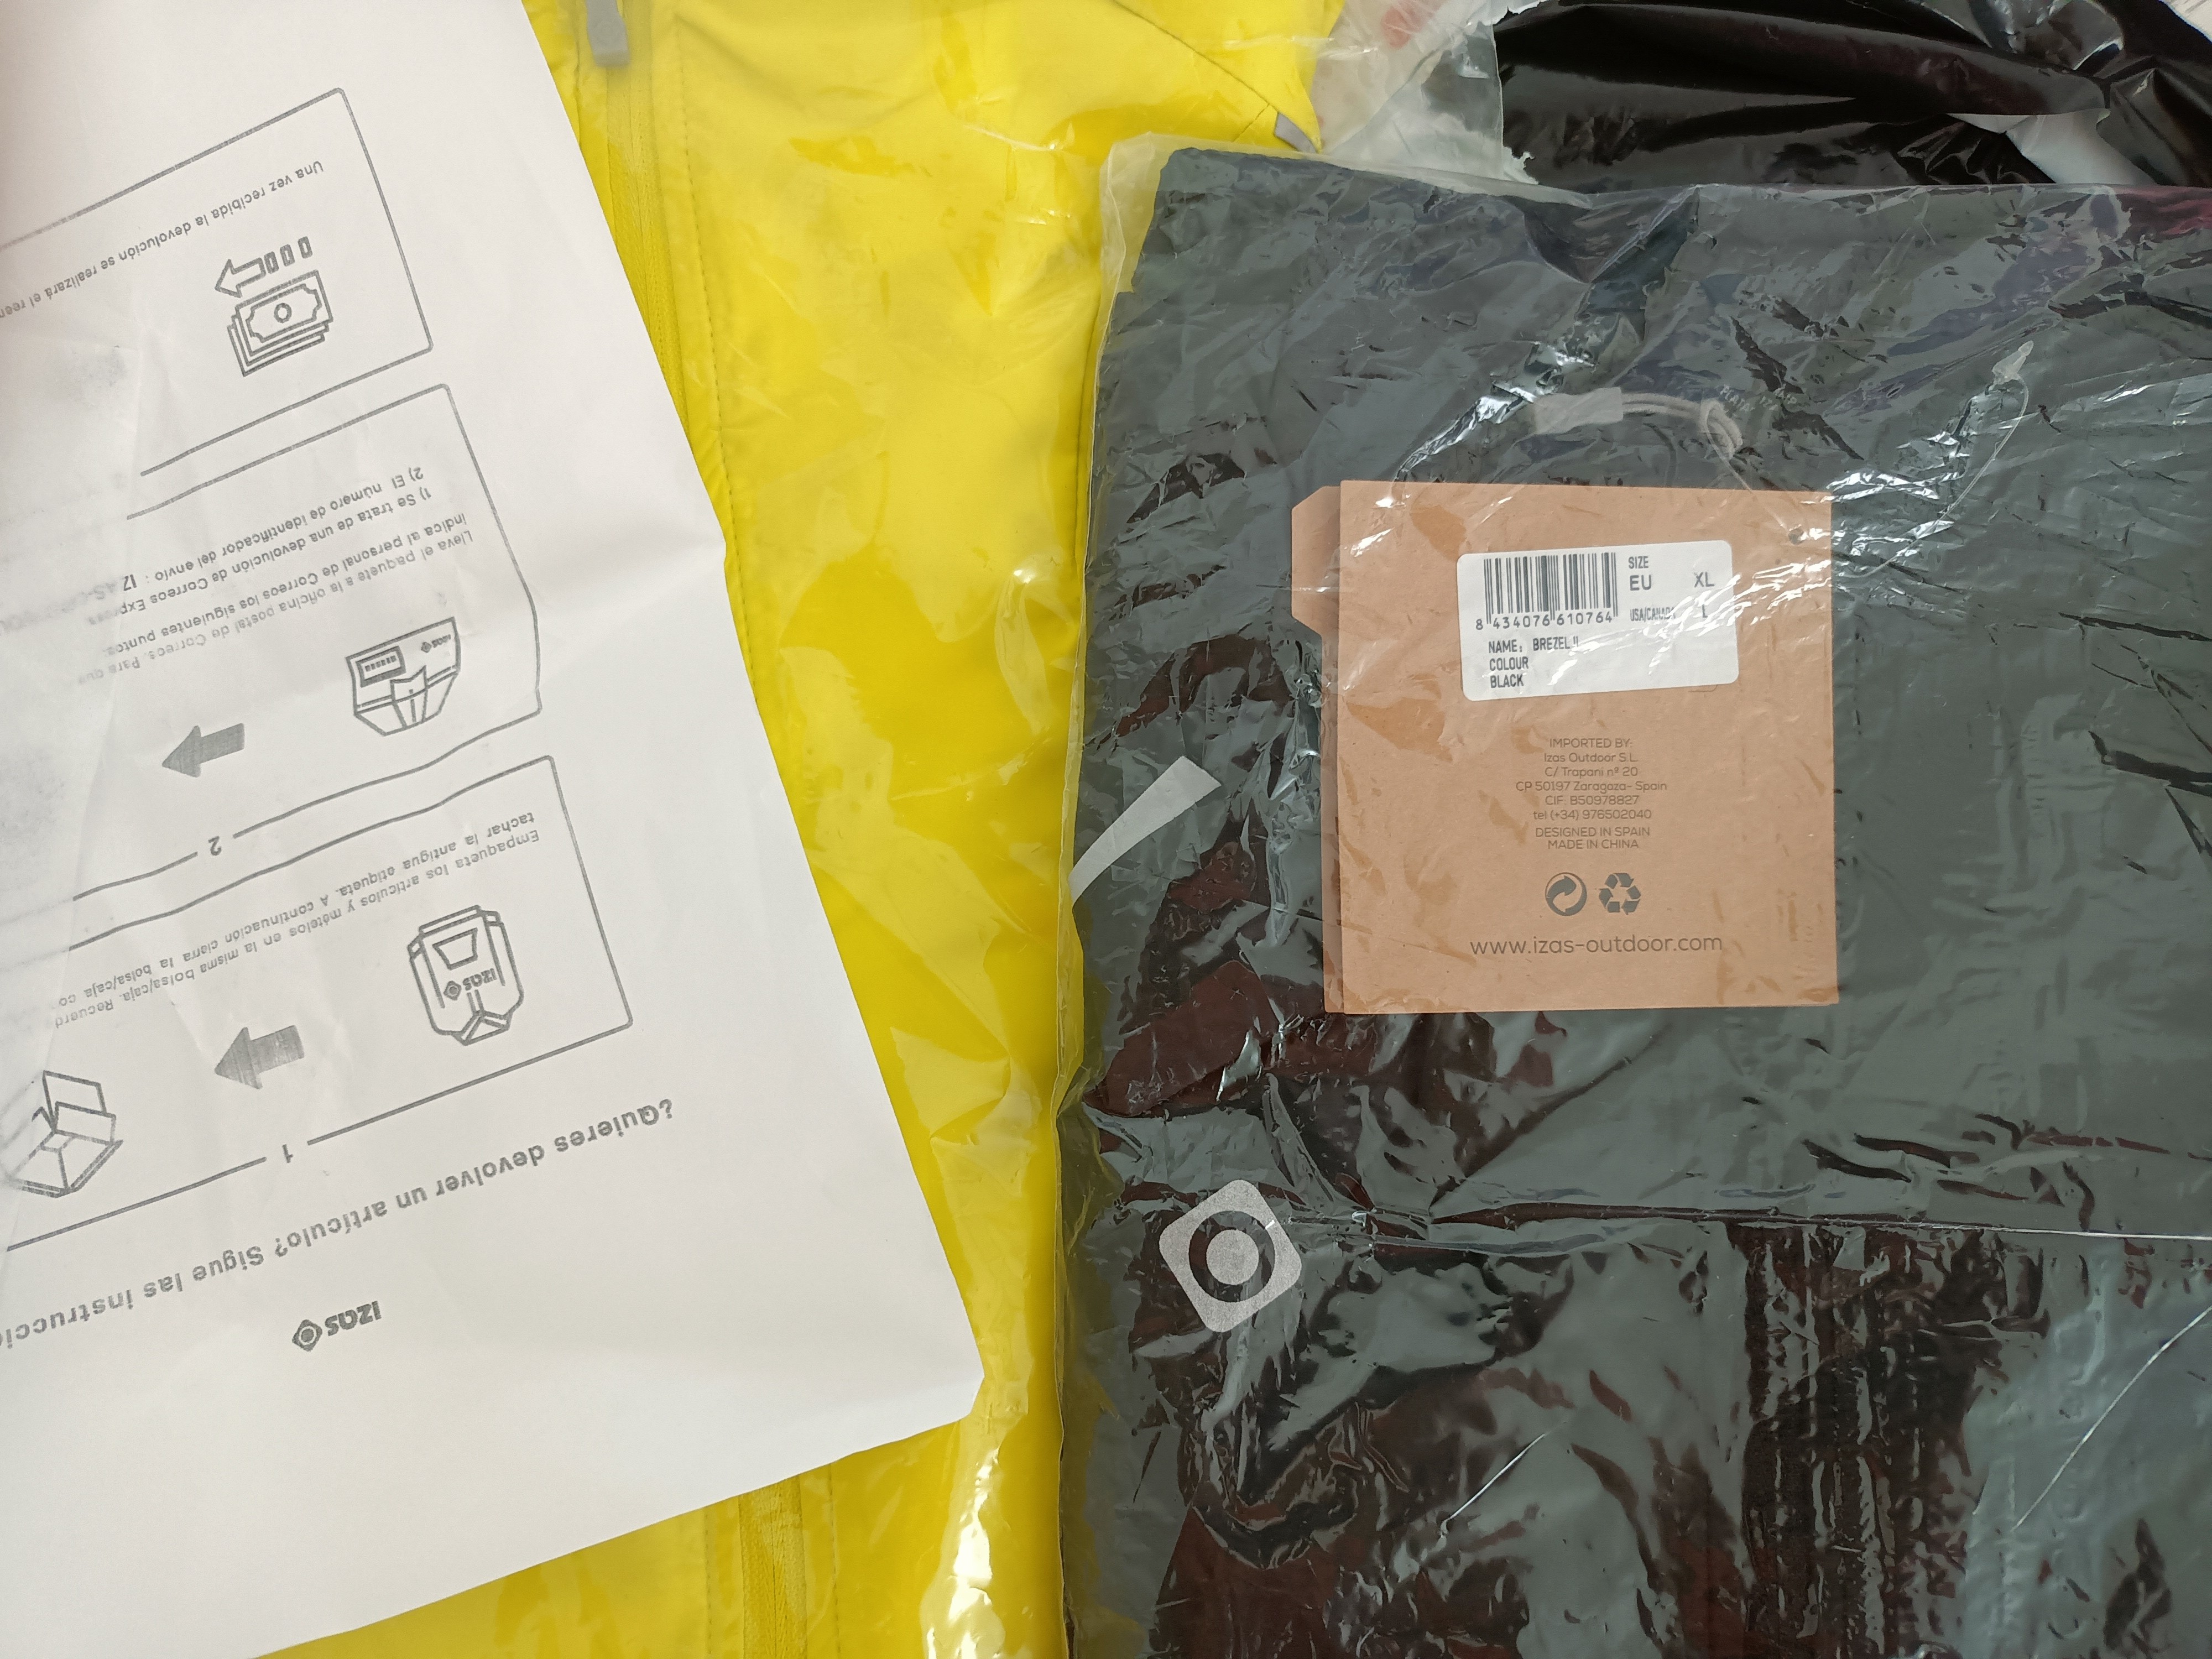 IZAS
¿Quieres devolver un artículo? Sigue las
1
IZAS
Empaqueta los artículos y mételos en la misma bolsa/caja.
tachar la antigua etiqueta. A continuación cierra la bolsa/caja
2
IZAS
Lleva el paquete a la oficina postal de Correos. Para que
indica al personal de Correos los siguientes puntos:
1) Se trata de una devolución de Correos Express
2) El número de identificador del envío :
Una vez recibida la devolución se realizará el
SIZE
EU XL
USA/CANADA L
8 434076 610764
NAME: BREZEL II
COLOUR
BLACK
IMPORTED BY:
Izas Outdoor S.L.
C/ Trapani nº 20
CP 50197 Zaragoza- Spain
CIF: B50978827
tel (+34) 976502040
DESIGNED IN SPAIN
MADE IN CHINA
www.izas-outdoor.com